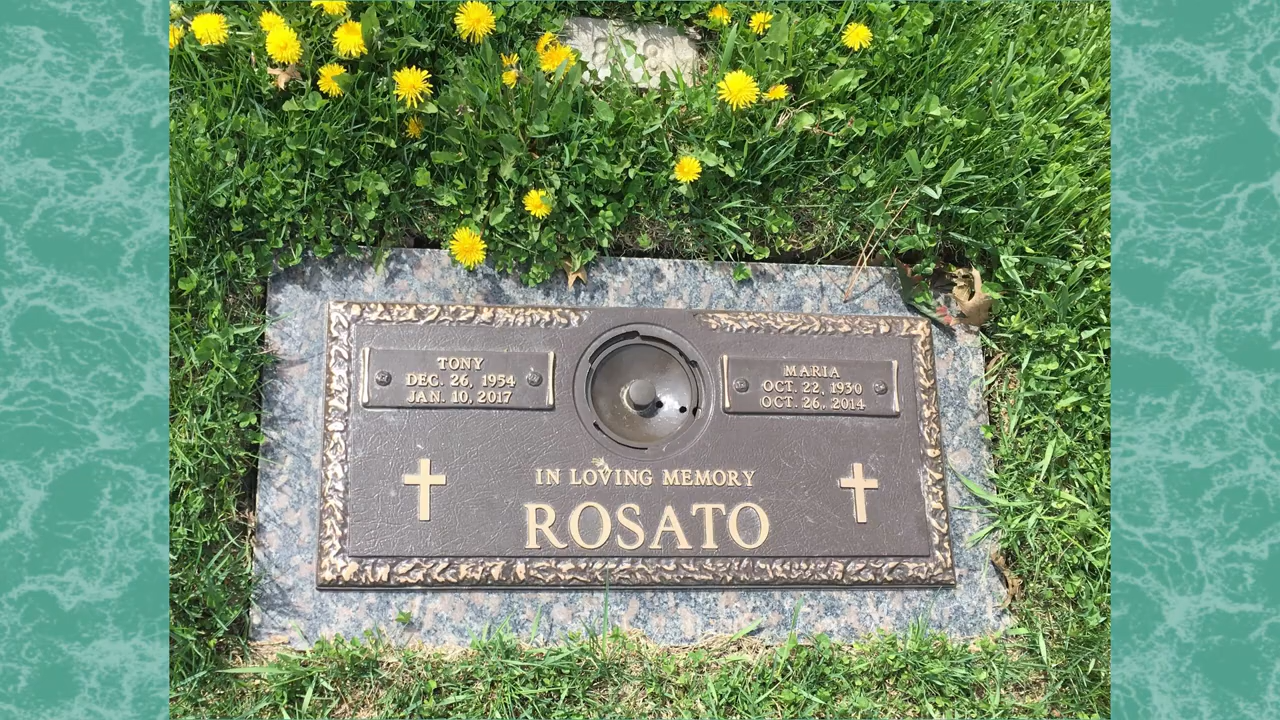 TONY
DEC. 26, 1954
JAN. 10, 2017
MARIA
OCT. 22, 1930
OCT. 26, 2014
IN LOVING MEMORY
ROSATO